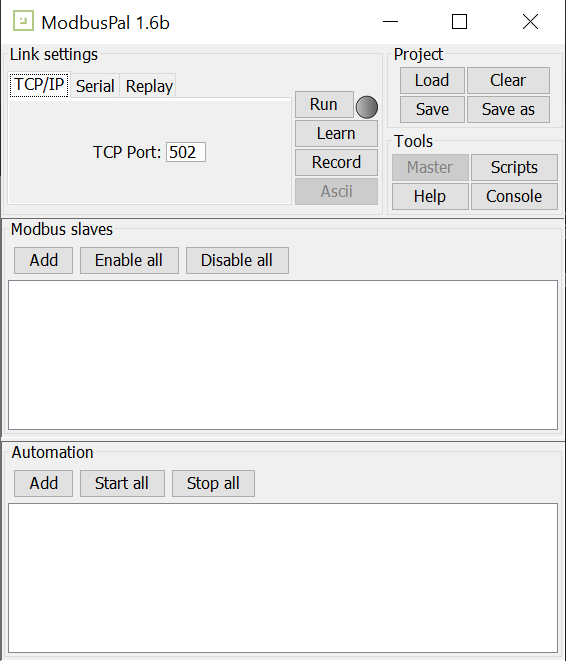 ModbusPal 1.6b
Link settings
TCP/IP Serial Replay
TCP Port: 502
Run
Learn
Record
Ascii
Project
Load Clear
Save Save as
Tools
Master Scripts
Help Console
Modbus slaves
Add Enable all Disable all
Automation
Add Start all Stop all